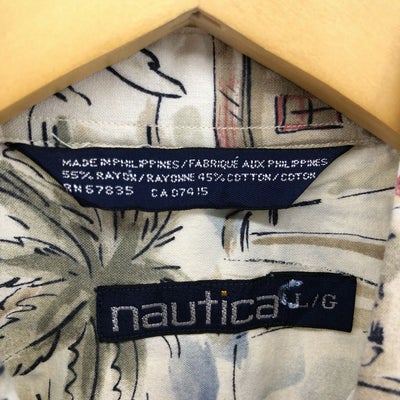 MADE IN PHILIPPINES/FABRIQUÉ AUX PHILIPPINES
55% RAYON/RAYONNE 45% COTTON/COTON
RN 67835 CA 07415
nautica L/G